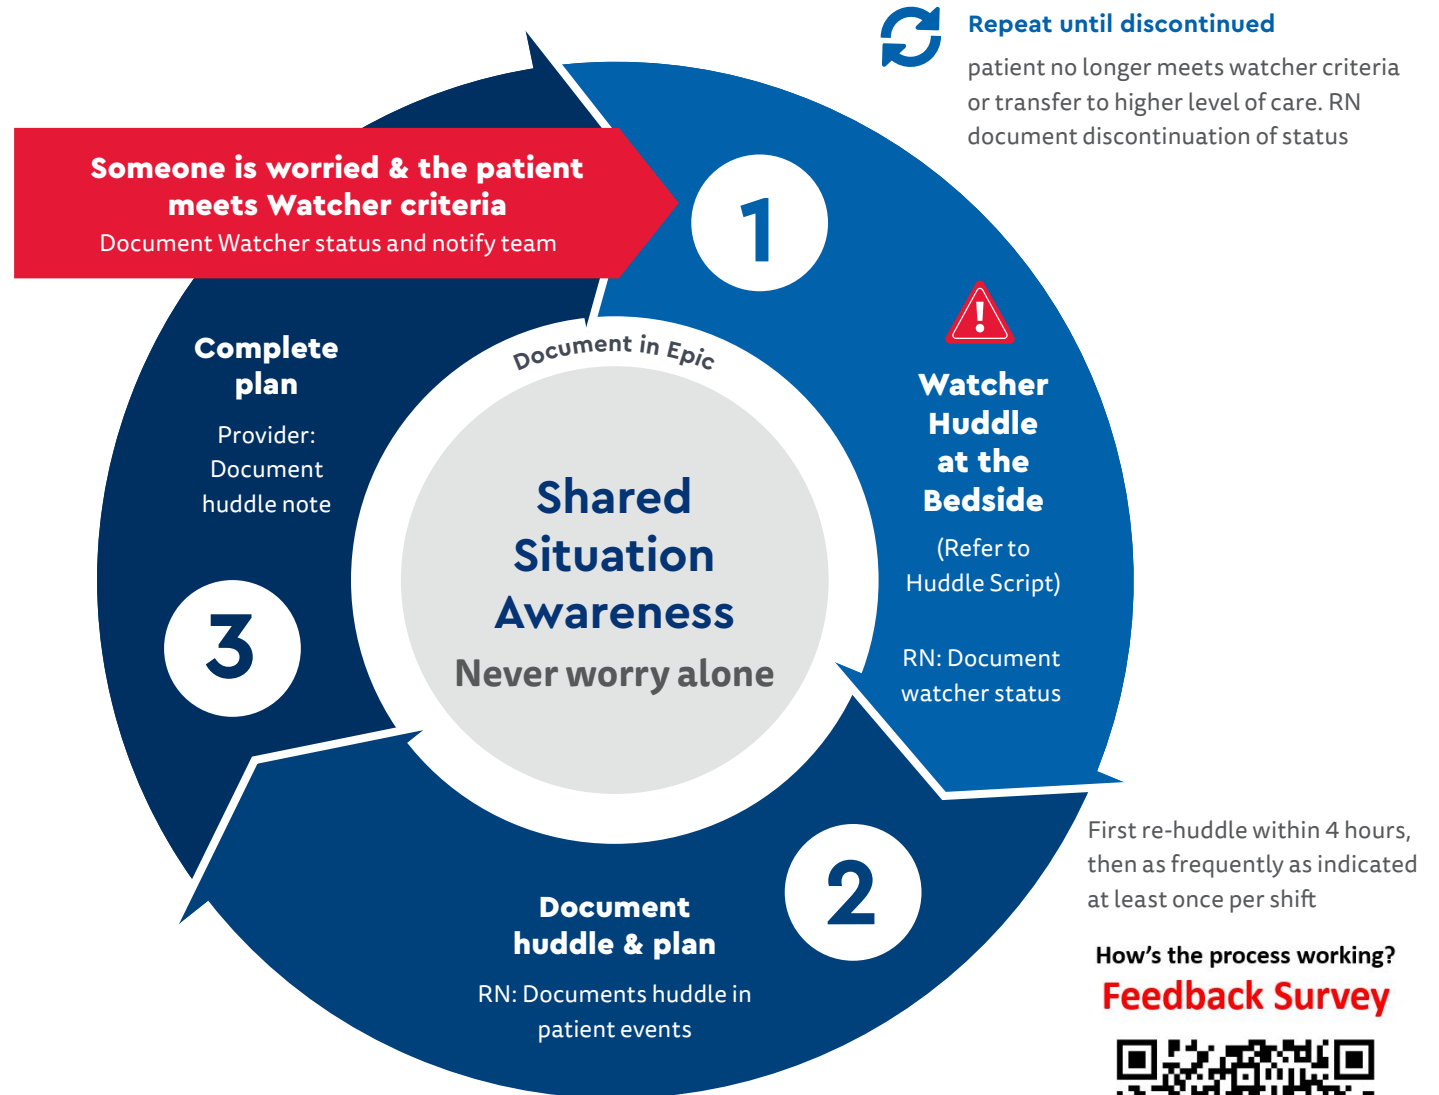 Repeat until discontinued
patient no longer meets watcher criteria
or transfer to higher level of care. RN
document discontinuation of status
Someone is worried & the patient
meets Watcher criteria
Document Watcher status and notify team
1
Watcher
Huddle
at the
Bedside
(Refer to
Huddle Script)
RN: Document
watcher status
Complete
plan
Provider:
Document
huddle note
3
Document in Epic
Shared
Situation
Awareness
Never worry alone
2
Document
huddle & plan
RN: Documents huddle in
patient events
First re-huddle within 4 hours,
then as frequently as indicated
at least once per shift
How's the process working?
Feedback Survey